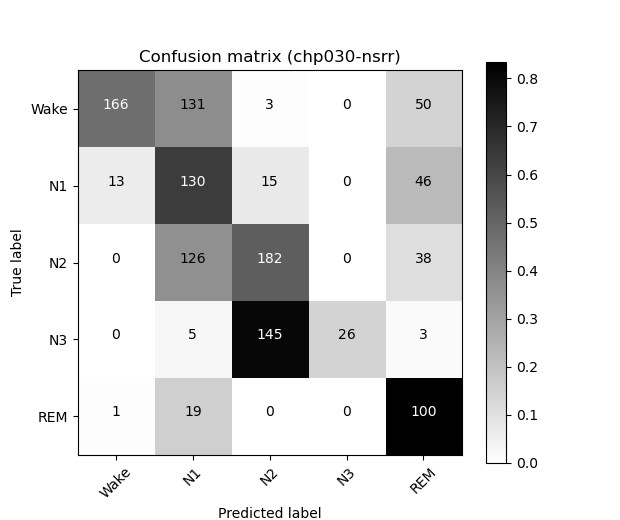 Confusion matrix (chp030-nsrr)
True label
Wake 166 131 3 0 50
N1 13 130 15 0 46
N2 0 126 182 0 38
N3 0 5 145 26 3
REM 1 19 0 0 100
Wake N1 N2 N3 REM
Predicted label
0.8
0.7
0.6
0.5
0.4
0.3
0.2
0.1
0.0